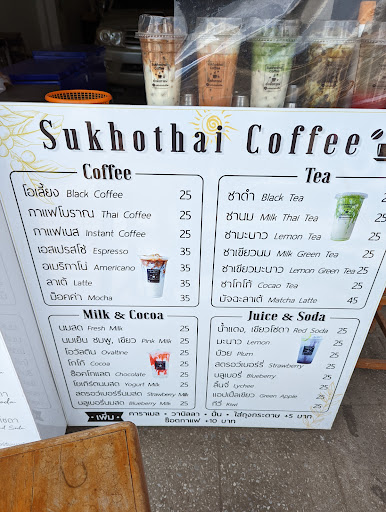 Sukhothai Coffee
Coffee
โอเลี้ยง Black Coffee 25
กาแฟโบราณ Thai Coffee 25
กาแฟเนส Instant Coffee 25
เอสเปรสโซ่ Espresso 35
อเมริกาโน่ Americano 35
ลาเต้ Latte 35
ม็อคค่า Mocha 35
Tea
ชาดำ Black Tea
ชานม Milk Thai Tea 2
ชามะนาว Lemon Tea 25
ชาเขียวนม Milk Green Tea 25
ชาเขียวมะนาว Lemon Green Tea 25
ชาโกโก้ Cocao Tea 25
มัจฉะลาเต้ Matcha Latte 45
Milk & Cocoa
นมสด Fresh Milk 25
นมเย็น ชมพู, เขียว Pink Milk 25
โอวัลติน Ovaltine 25
โกโก้ Cocoa 25
ช็อคโกแลต Chocolate 25
โยเกิร์ตนมสด Yogurt Milk 25
สตรอว์เบอร์รี่นมสด Strawberry Milk 25
บลูเบอรี่นมสด Blueberry Milk 25
Juice & Soda
น้ำแดง, เขียวโซดา Red Soda 25
มะนาว Lemon 25
บ๊วย Plum 25
สตรอว์เบอร์รี่ Strawberry 25
บลูเบอรี่ Blueberry 25
ลิ้นจี่ Lychee 25
แอปเปิ้ลเขียว Green Apple 25
กีวี่ Kiwi 25
เพิ่ม คาราเมล + วานิลลา + ปั่น + ใส่ถุงกระดาษ +5 บาท
ช็อตกาแฟ +10 บาท